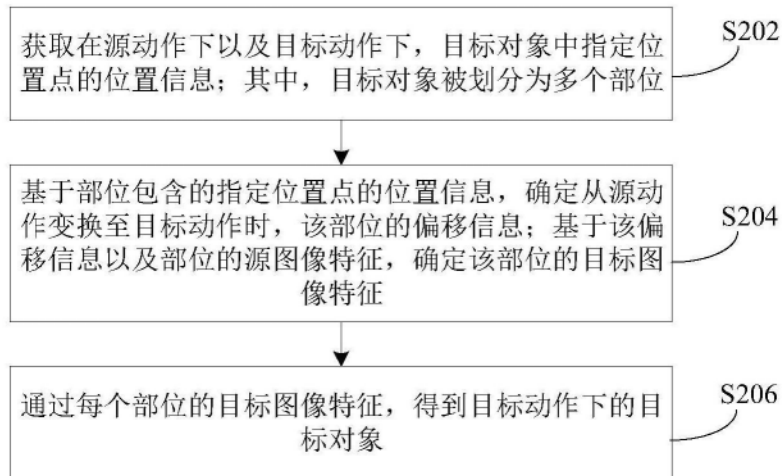 获取在源动作下以及目标动作下，目标对象中指定位
置点的位置信息；其中，目标对象被划分为多个部位
S202
基于部位包含的指定位置点的位置信息，确定从源动
作变换至目标动作时，该部位的偏移信息；基于该偏
移信息以及部位的源图像特征，确定该部位的目标图
像特征
S204
通过每个部位的目标图像特征，得到目标动作下的目
标对象
S206